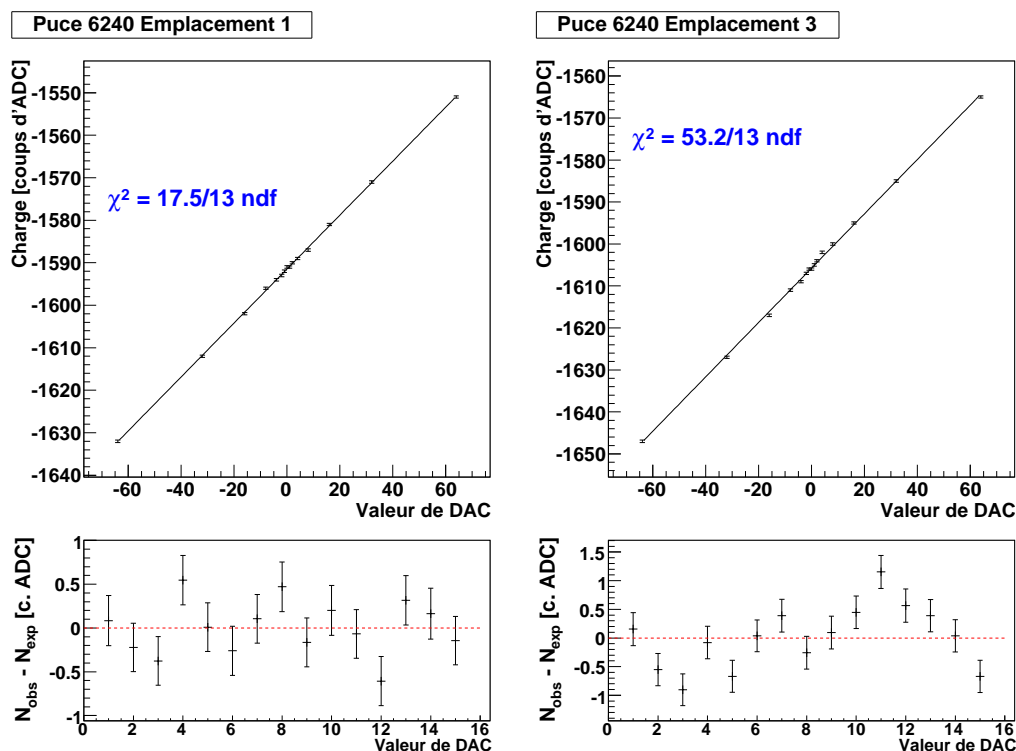 Puce 6240 Emplacement 1
Charge [coups d'ADC]
-1550
-1560
-1570
-1580
-1590
-1600
-1610
-1620
-1630
-1640
χ² = 17.5/13 ndf
-60 -40 -20 0 20 40 60
Valeur de DAC
Puce 6240 Emplacement 3
Charge [coups d'ADC]
-1560
-1570
-1580
-1590
-1600
-1610
-1620
-1630
-1640
-1650
χ² = 53.2/13 ndf
-60 -40 -20 0 20 40 60
Valeur de DAC
N_obs - N_exp [c. ADC]
1
0.5
0
-0.5
-1
0 2 4 6 8 10 12 14 16
Valeur de DAC
N_obs - N_exp [c. ADC]
1.5
1
0.5
0
-0.5
-1
0 2 4 6 8 10 12 14 16
Valeur de DAC